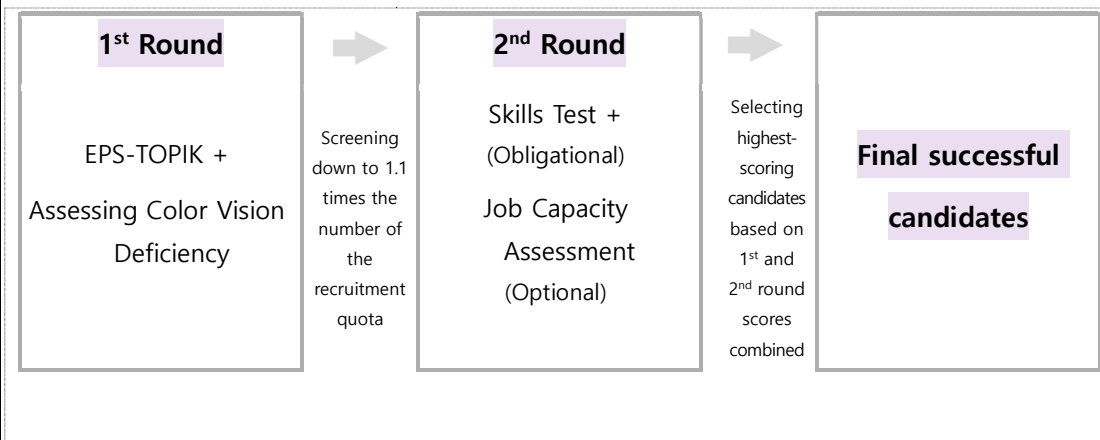 1st Round
EPS-TOPIK +
Assessing Color Vision
Deficiency
Screening
down to 1.1
times the
number of
the
recruitment
quota
2nd Round
Skills Test +
(Obligational)
Job Capacity
Assessment
(Optional)
Selecting
highest-
scoring
candidates
based on
1st and
2nd round
scores
combined
Final successful
candidates